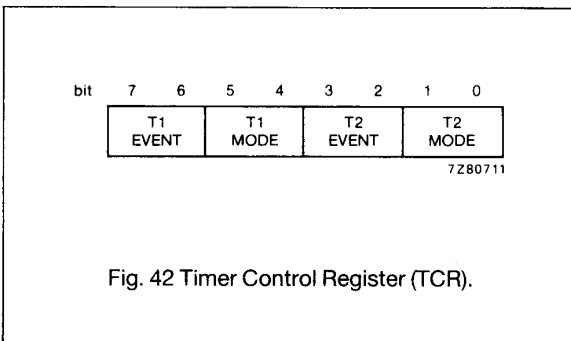 bit 7 6 5 4 3 2 1 0
T1 T1 T2 T2
EVENT MODE EVENT MODE
7Z80711
Fig. 42 Timer Control Register (TCR).